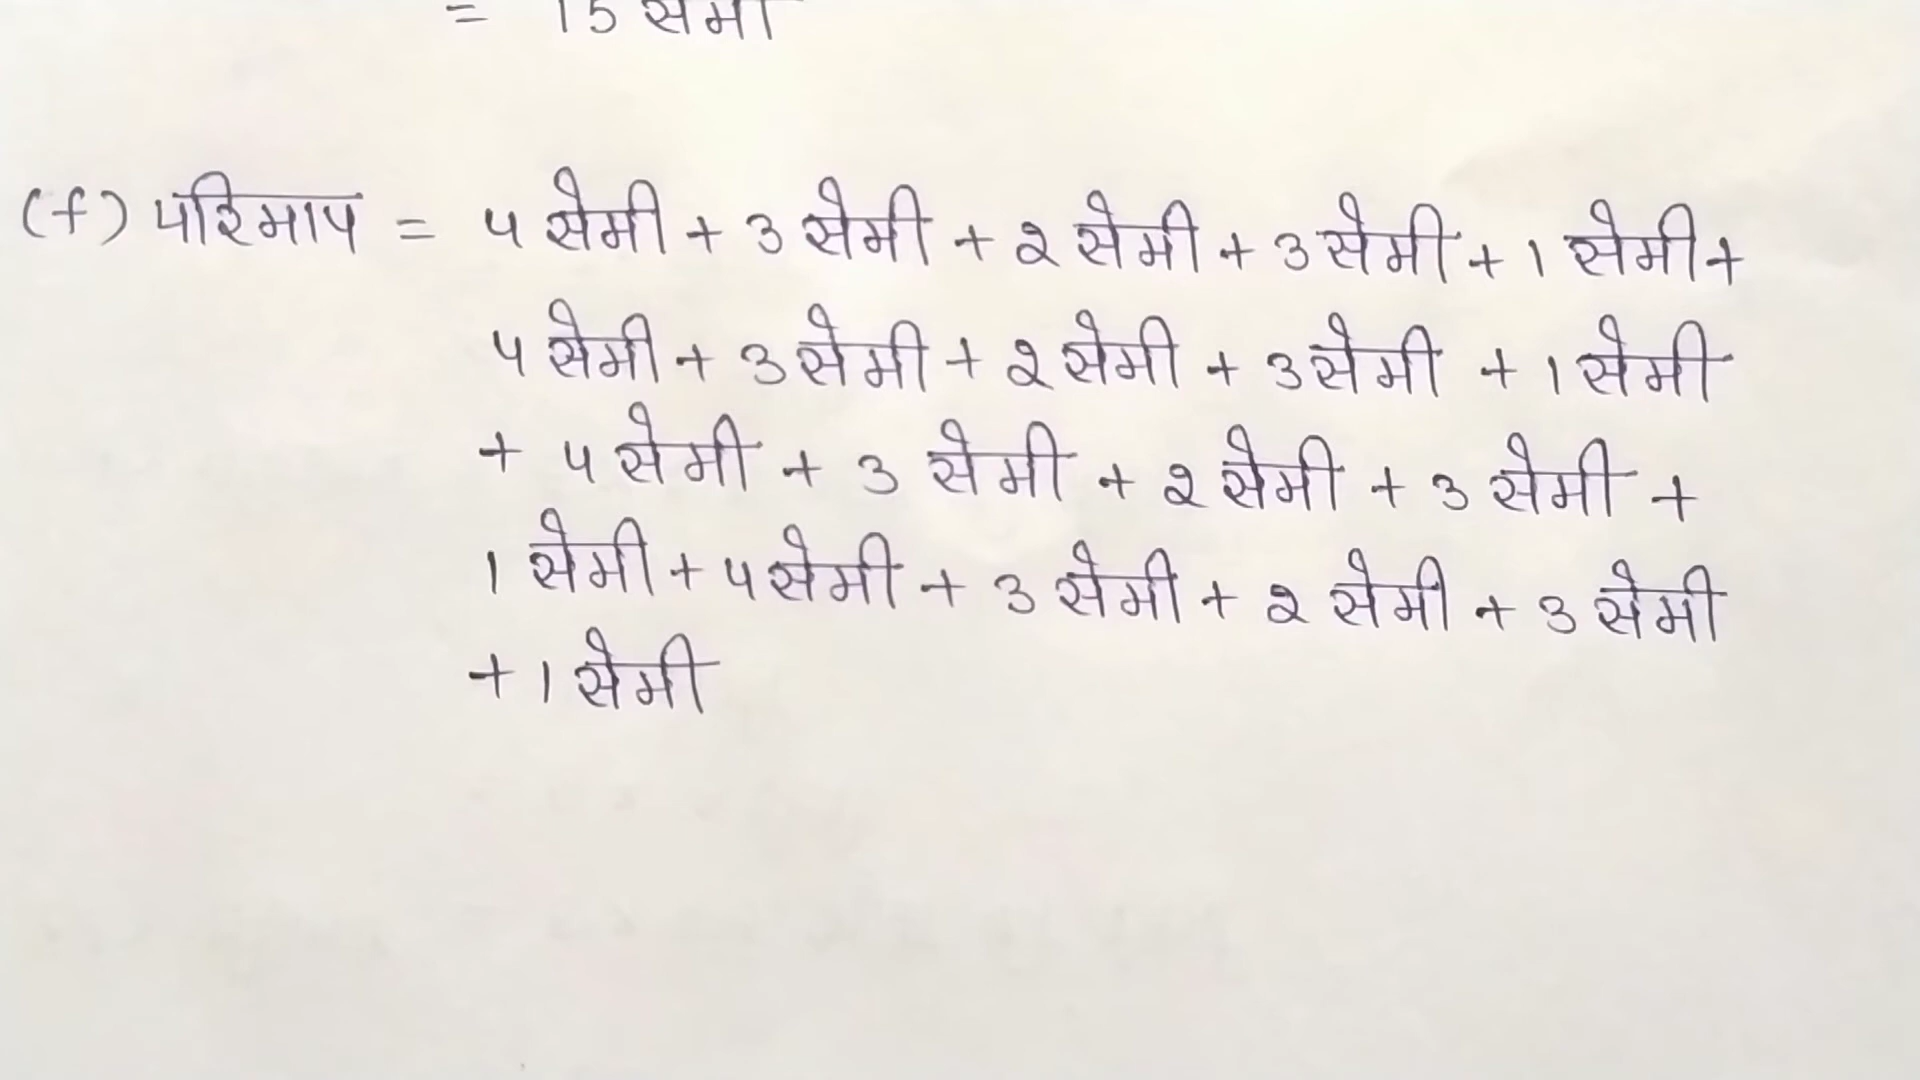 = 15 सेमी
(f) परिमाप = 4 सेमी + 3 सेमी + 2 सेमी + 3 सेमी + 1 सेमी +
4 सेमी + 3 सेमी + 2 सेमी + 3 सेमी + 1 सेमी
+ 4 सेमी + 3 सेमी + 2 सेमी + 3 सेमी +
1 सेमी + 4 सेमी + 3 सेमी + 2 सेमी + 3 सेमी
+ 1 सेमी